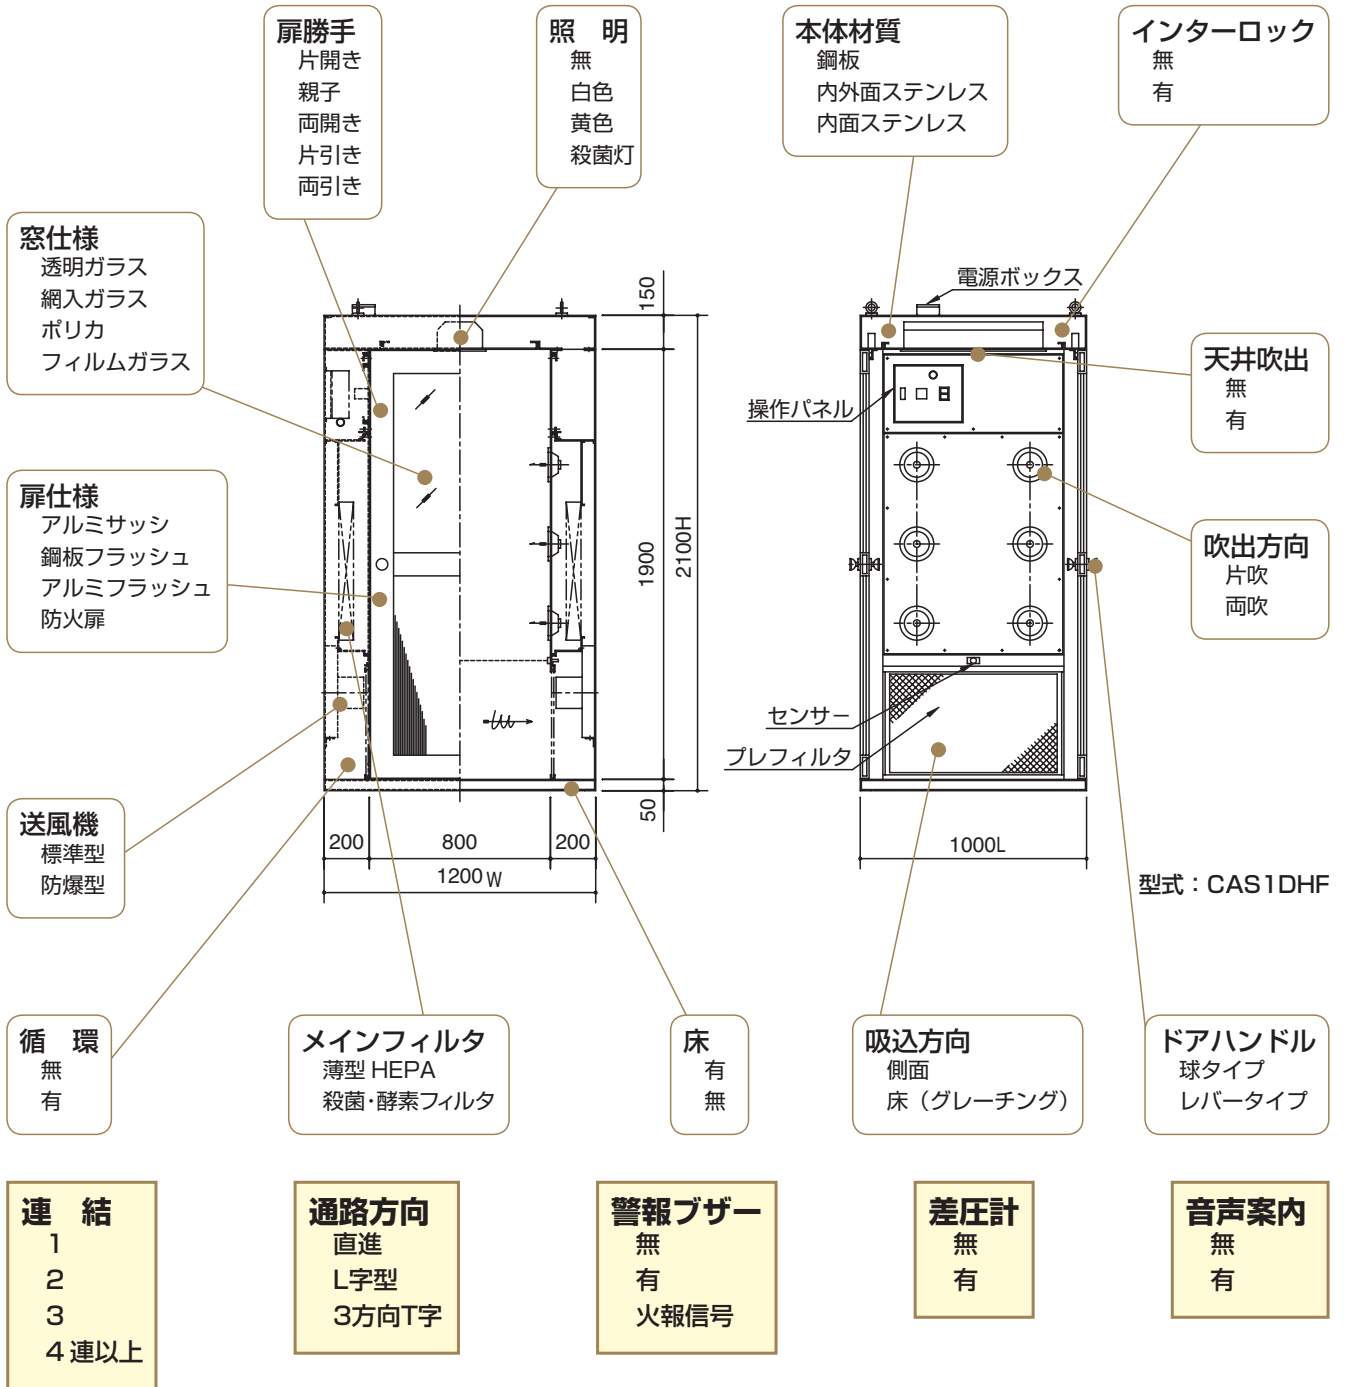 扉勝手
片開き
親子
両開き
片引き
両引き
照　明
無
白色
黄色
殺菌灯
本体材質
鋼板
内外面ステンレス
内面ステンレス
インターロック
無
有
窓仕様
透明ガラス
網入ガラス
ポリカ
フィルムガラス
扉仕様
アルミサッシ
鋼板フラッシュ
アルミフラッシュ
防火扉
送風機
標準型
防爆型
150
1900
2100H
50
200
800
200
1200W
電源ボックス
操作パネル
センサー
プレフィルタ
1000L
天井吹出
無
有
吹出方向
片吹
両吹
型式：CAS1DHF
循　環
無
有
メインフィルタ
薄型 HEPA
殺菌・酵素フィルタ
床
有
無
吸込方向
側面
床（グレーチング）
ドアハンドル
球タイプ
レバータイプ
連　結
1
2
3
4 連以上
通路方向
直進
L字型
3方向T字
警報ブザー
無
有
火報信号
差圧計
無
有
音声案内
無
有